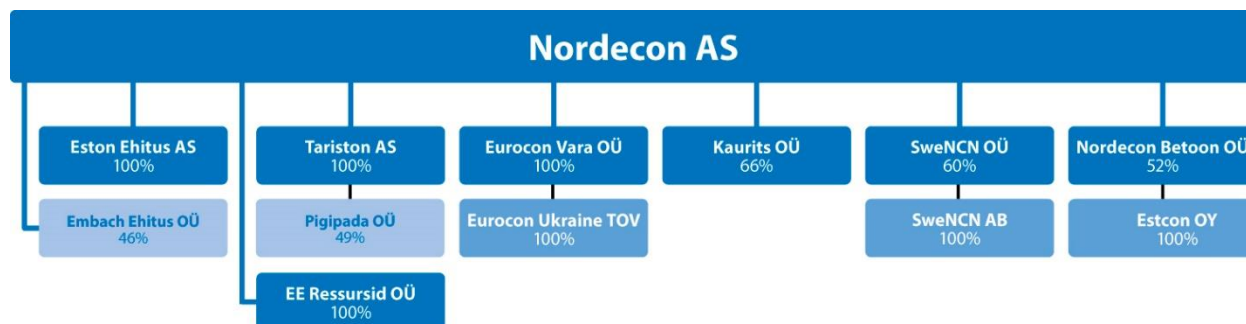 Nordecon AS
Eston Ehitus AS
100%
Tariston AS
100%
Eurocon Vara OÜ
100%
Kaurits OÜ
66%
SweNCN OÜ
60%
Nordecon Betoon OÜ
52%
Embach Ehitus OÜ
46%
Pigipada OÜ
49%
Eurocon Ukraine TOV
100%
SweNCN AB
100%
Estcon OY
100%
EE Ressursid OÜ
100%